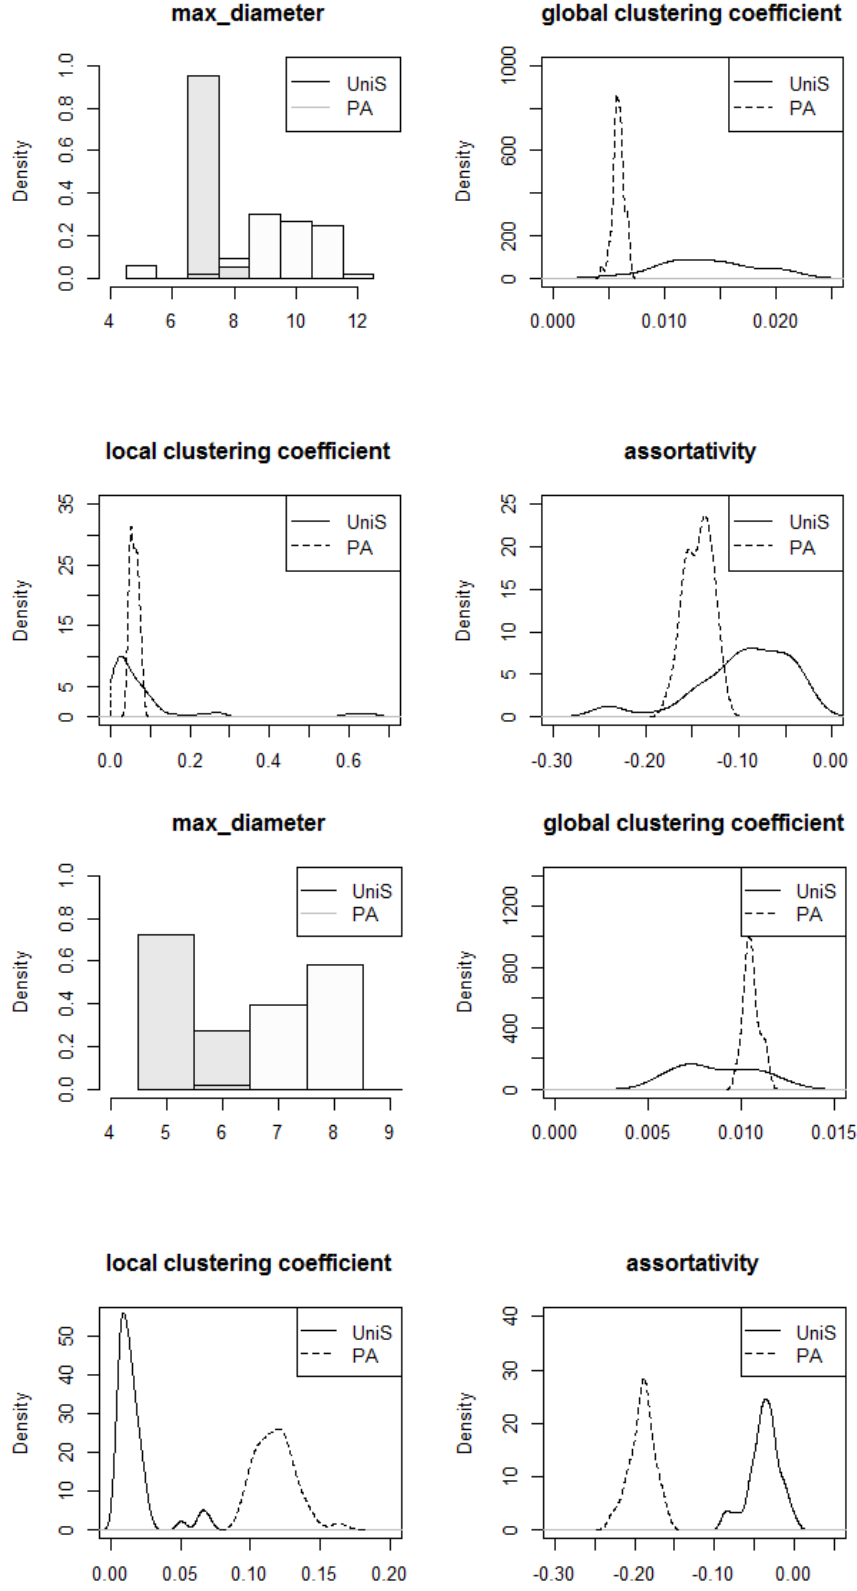 max_diameter
Density
0.0 0.2 0.4 0.6 0.8 1.0
4 6 8 10 12
UniS
PA
global clustering coefficient
Density
0 200 600 1000
0.000 0.010 0.020
UniS
PA
local clustering coefficient
Density
0 5 15 25 35
0.0 0.2 0.4 0.6
UniS
PA
assortativity
Density
0 5 10 15 20 25
-0.30 -0.20 -0.10 0.00
UniS
PA
max_diameter
Density
0.0 0.2 0.4 0.6 0.8 1.0
4 5 6 7 8 9
UniS
PA
global clustering coefficient
Density
0 400 800 1200
0.000 0.005 0.010 0.015
UniS
PA
local clustering coefficient
Density
0 10 20 30 40 50
0.00 0.05 0.10 0.15 0.20
UniS
PA
assortativity
Density
0 10 20 30 40
-0.30 -0.20 -0.10 0.00
UniS
PA